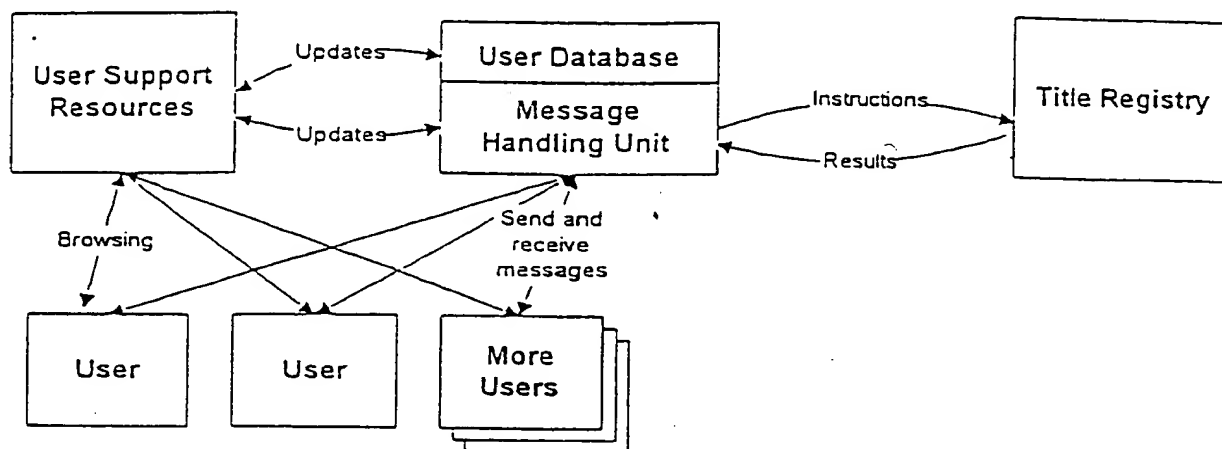 User Support
Resources
Updates
Updates
User Database
Message
Handling Unit
Instructions
Results
Title Registry
Browsing
Send and
receive
messages
User
User
More
Users